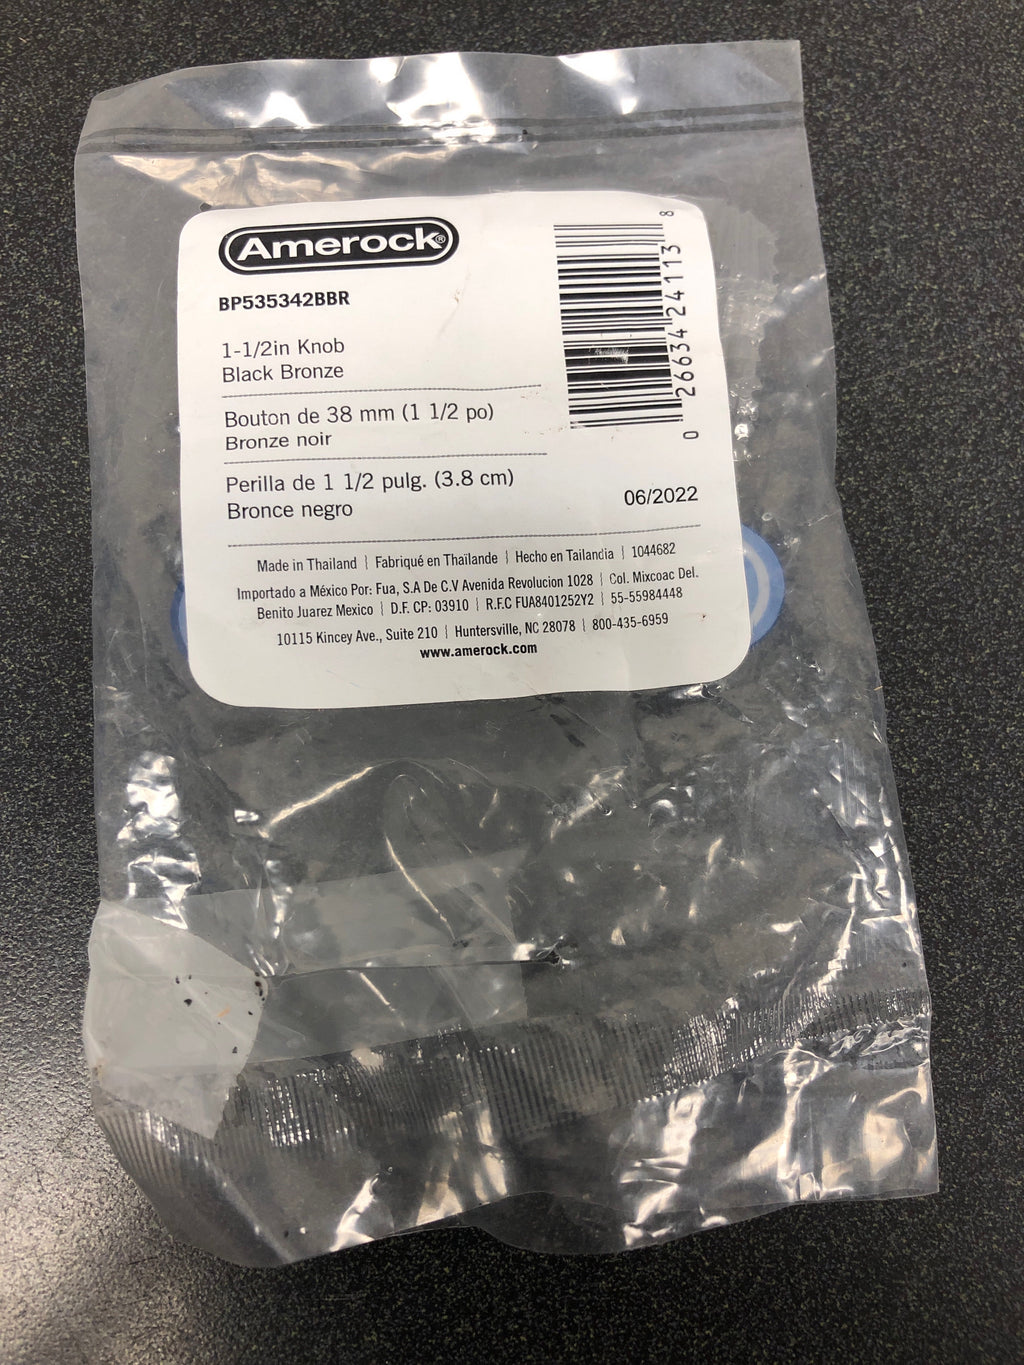 Amerock®
BP535342BBR
1-1/2in Knob
Black Bronze
Bouton de 38 mm (1 1/2 po)
Bronze noir
Perilla de 1 1/2 pulg. (3.8 cm)
Bronce negro
06/2022
0 26634 24113 8
Made in Thailand | Fabriqué en Thaïlande | Hecho en Tailandia | 1044682
Importado a México Por: Fua, S.A De C.V Avenida Revolucion 1028 | Col. Mixcoac Del.
Benito Juarez Mexico | D.F. CP: 03910 | R.F.C FUA8401252Y2 | 55-55984448
10115 Kincey Ave., Suite 210 | Huntersville, NC 28078 | 800-435-6959
www.amerock.com